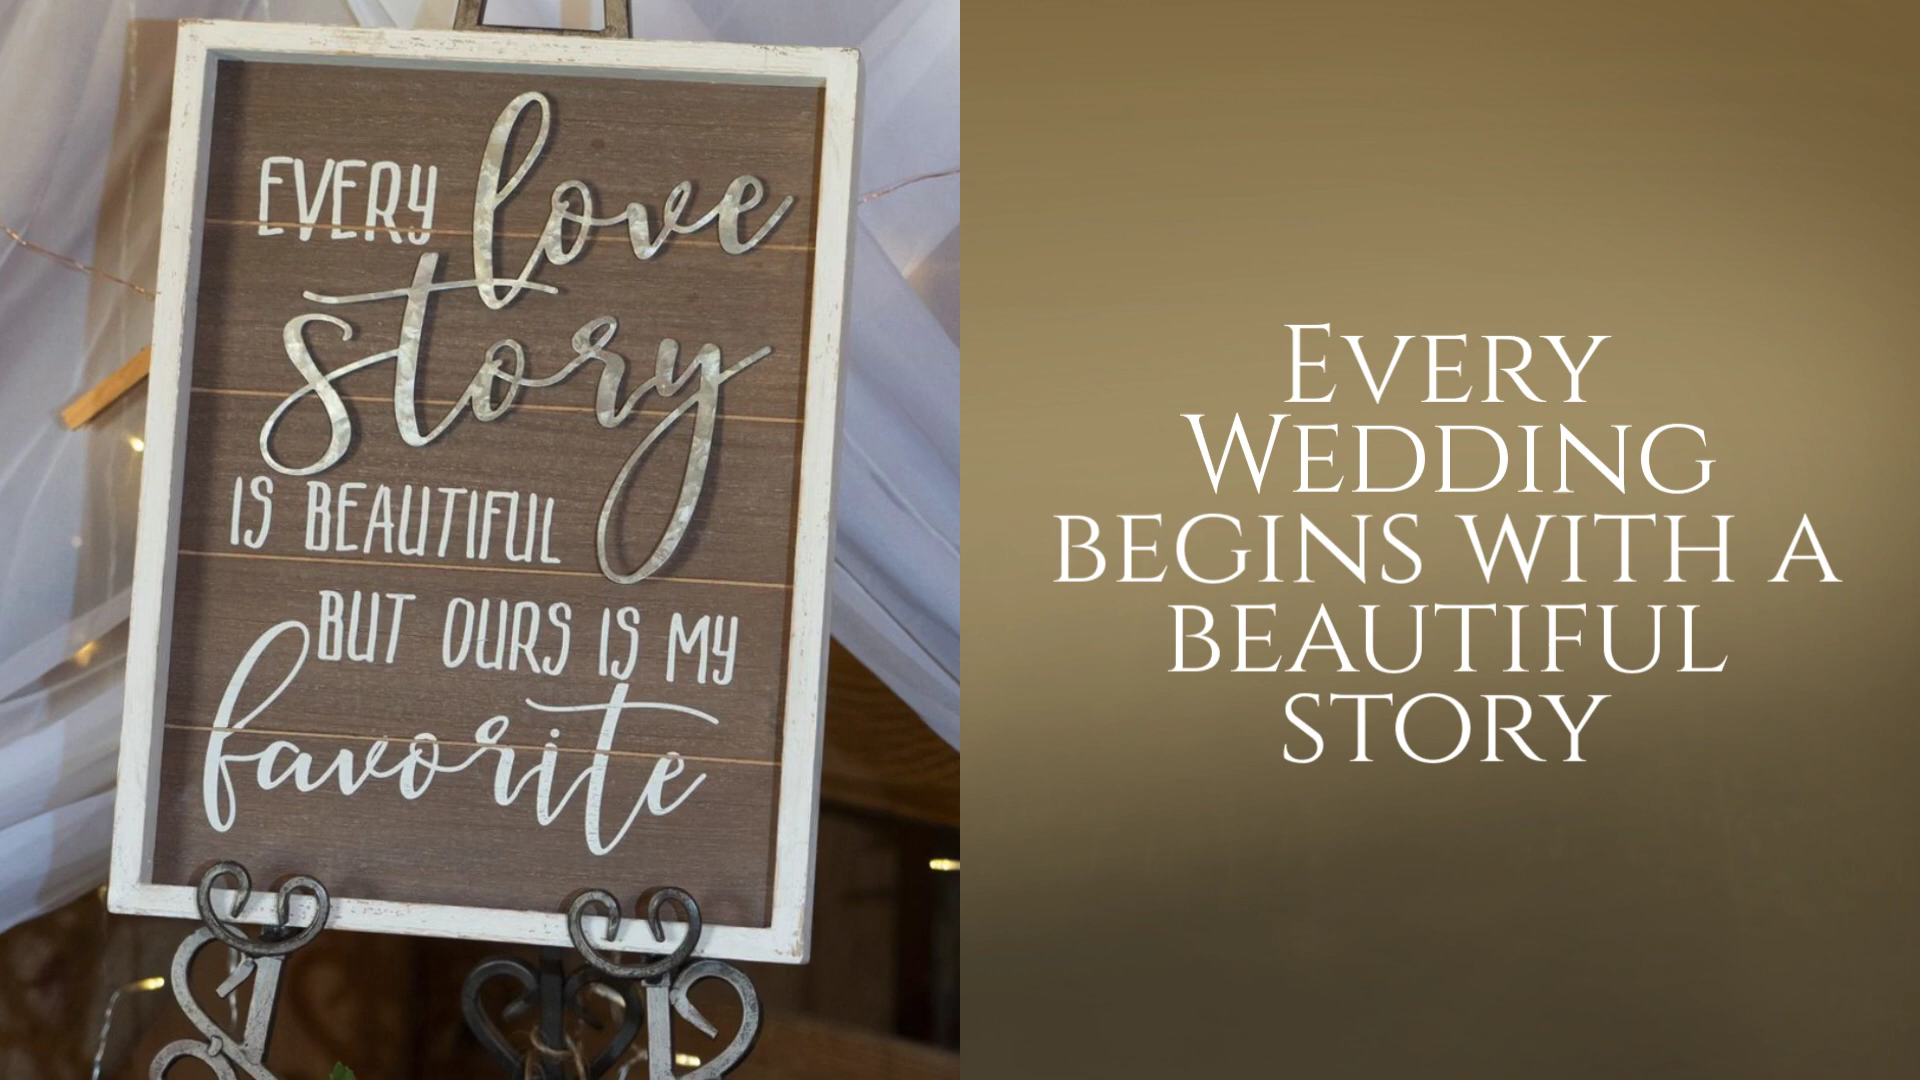 EVERY love
story
IS BEAUTIFUL
BUT OURS IS MY
favorite
EVERY
WEDDING
BEGINS WITH A
BEAUTIFUL
STORY